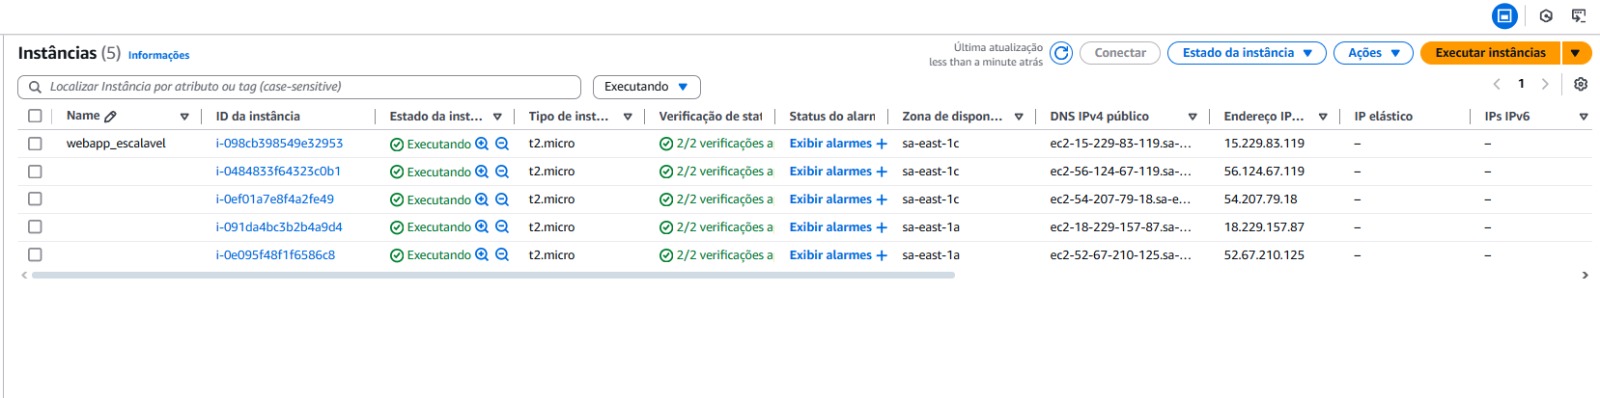 Instâncias (5) Informações
Última atualização
less than a minute atrás
Conectar Estado da instância Ações Executar instâncias
Localizar Instância por atributo ou tag (case-sensitive) Executando 1
Name ID da instância Estado da inst... Tipo de inst... Verificação de stat Status do alarm Zona de dispon... DNS IPv4 público Endereço IP... IP elástico IPs IPv6
webapp_escalavel i-098cb398549e32953 Executando t2.micro 2/2 verificações a Exibir alarmes + sa-east-1c ec2-15-229-83-119.sa-... 15.229.83.119 – –
i-0484833f64323c0b1 Executando t2.micro 2/2 verificações a Exibir alarmes + sa-east-1c ec2-56-124-67-119.sa-... 56.124.67.119 – –
i-0ef01a7e8f4a2fe49 Executando t2.micro 2/2 verificações a Exibir alarmes + sa-east-1c ec2-54-207-79-18.sa-e... 54.207.79.18 – –
i-091da4bc3b2b4a9d4 Executando t2.micro 2/2 verificações a Exibir alarmes + sa-east-1a ec2-18-229-157-87.sa-... 18.229.157.87 – –
i-0e095f48f1f6586c8 Executando t2.micro 2/2 verificações a Exibir alarmes + sa-east-1a ec2-52-67-210-125.sa-... 52.67.210.125 – –